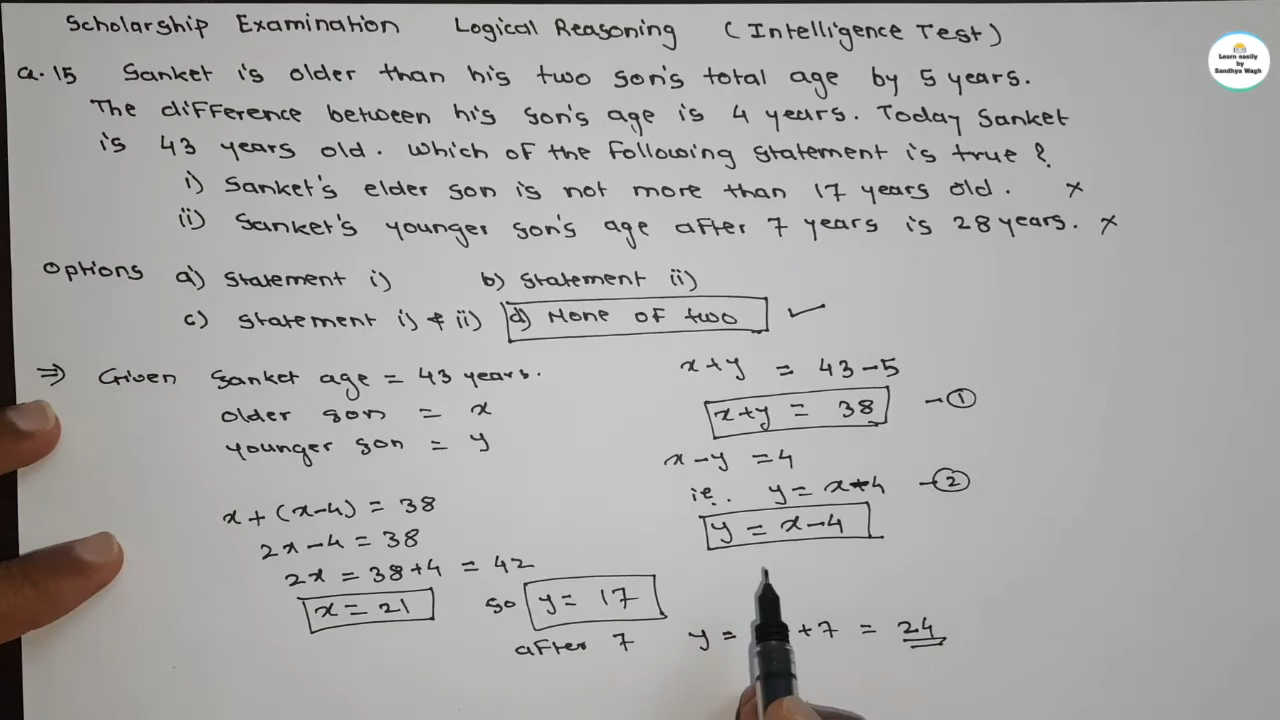 Scholarship Examination Logical Reasoning (Intelligence Test)
Learn easily
by
Sandhya Wagh
Q.15 Sanket is older than his two son's total age by 5 years.
The difference between his son's age is 4 years. Today Sanket
is 43 years old. Which of the following statement is true ?
i) Sanket's elder son is not more than 17 years old. ×
ii) Sanket's younger son's age after 7 years is 28 years. ×
Options a) Statement i) b) Statement ii)
c) Statement i) & ii) d) None of two ✓
⇒ Given Sanket age = 43 years.
older son = x
younger son = y
x + (x-4) = 38
2x - 4 = 38
2x = 38+4 = 42
x = 21 so y = 17
after 7 y = +7 = 24
x+y = 43-5
x+y = 38 -①
x-y = 4
ie. y = x-4 -②
y = x-4